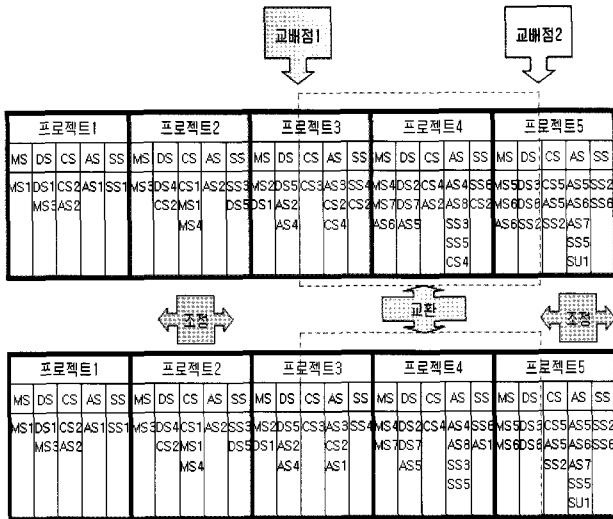 교배점1 교배점2
프로젝트1 프로젝트2 프로젝트3 프로젝트4 프로젝트5
MS DS CS AS SS MS DS CS AS SS MS DS CS AS SS MS DS CS AS SS MS DS CS AS SS
MS1 DS1 CS2 AS1 SS1 MS3 DS4 CS1 AS2 SS3 MS2 DS5 CS3 AS3 SS4 MS4 DS2 CS4 AS4 SS6 MS5 DS3 CS5 AS5 SS2
MS3 AS2 CS2 MS1 DS5 DS1 AS2 CS2 CS2 MS7 DS7 AS2 AS8 CS2 MS6 DS6 AS5 AS6 DS6
MS4 AS4 CS4 AS6 AS5 SS3 AS6 SS2 AS2 AS7
SS5 SS5
CS4 SU1
조정 교환 조정
프로젝트1 프로젝트2 프로젝트3 프로젝트4 프로젝트5
MS DS CS AS SS MS DS CS AS SS MS DS CS AS SS MS DS CS AS SS MS DS CS AS SS
MS1 DS1 CS2 AS1 SS1 MS3 DS4 CS1 AS2 SS3 MS2 DS5 CS3 AS3 SS4 MS4 DS2 CS4 AS4 SS6 MS5 DS3 CS5 AS5 SS2
MS3 AS2 CS2 MS1 DS5 DS1 AS2 CS2 MS7 DS7 AS8 AS1 MS6 DS6 AS5 AS6 SS6
MS4 AS4 AS1 AS5 SS3 SS2 AS7
SS5 SS5
SU1